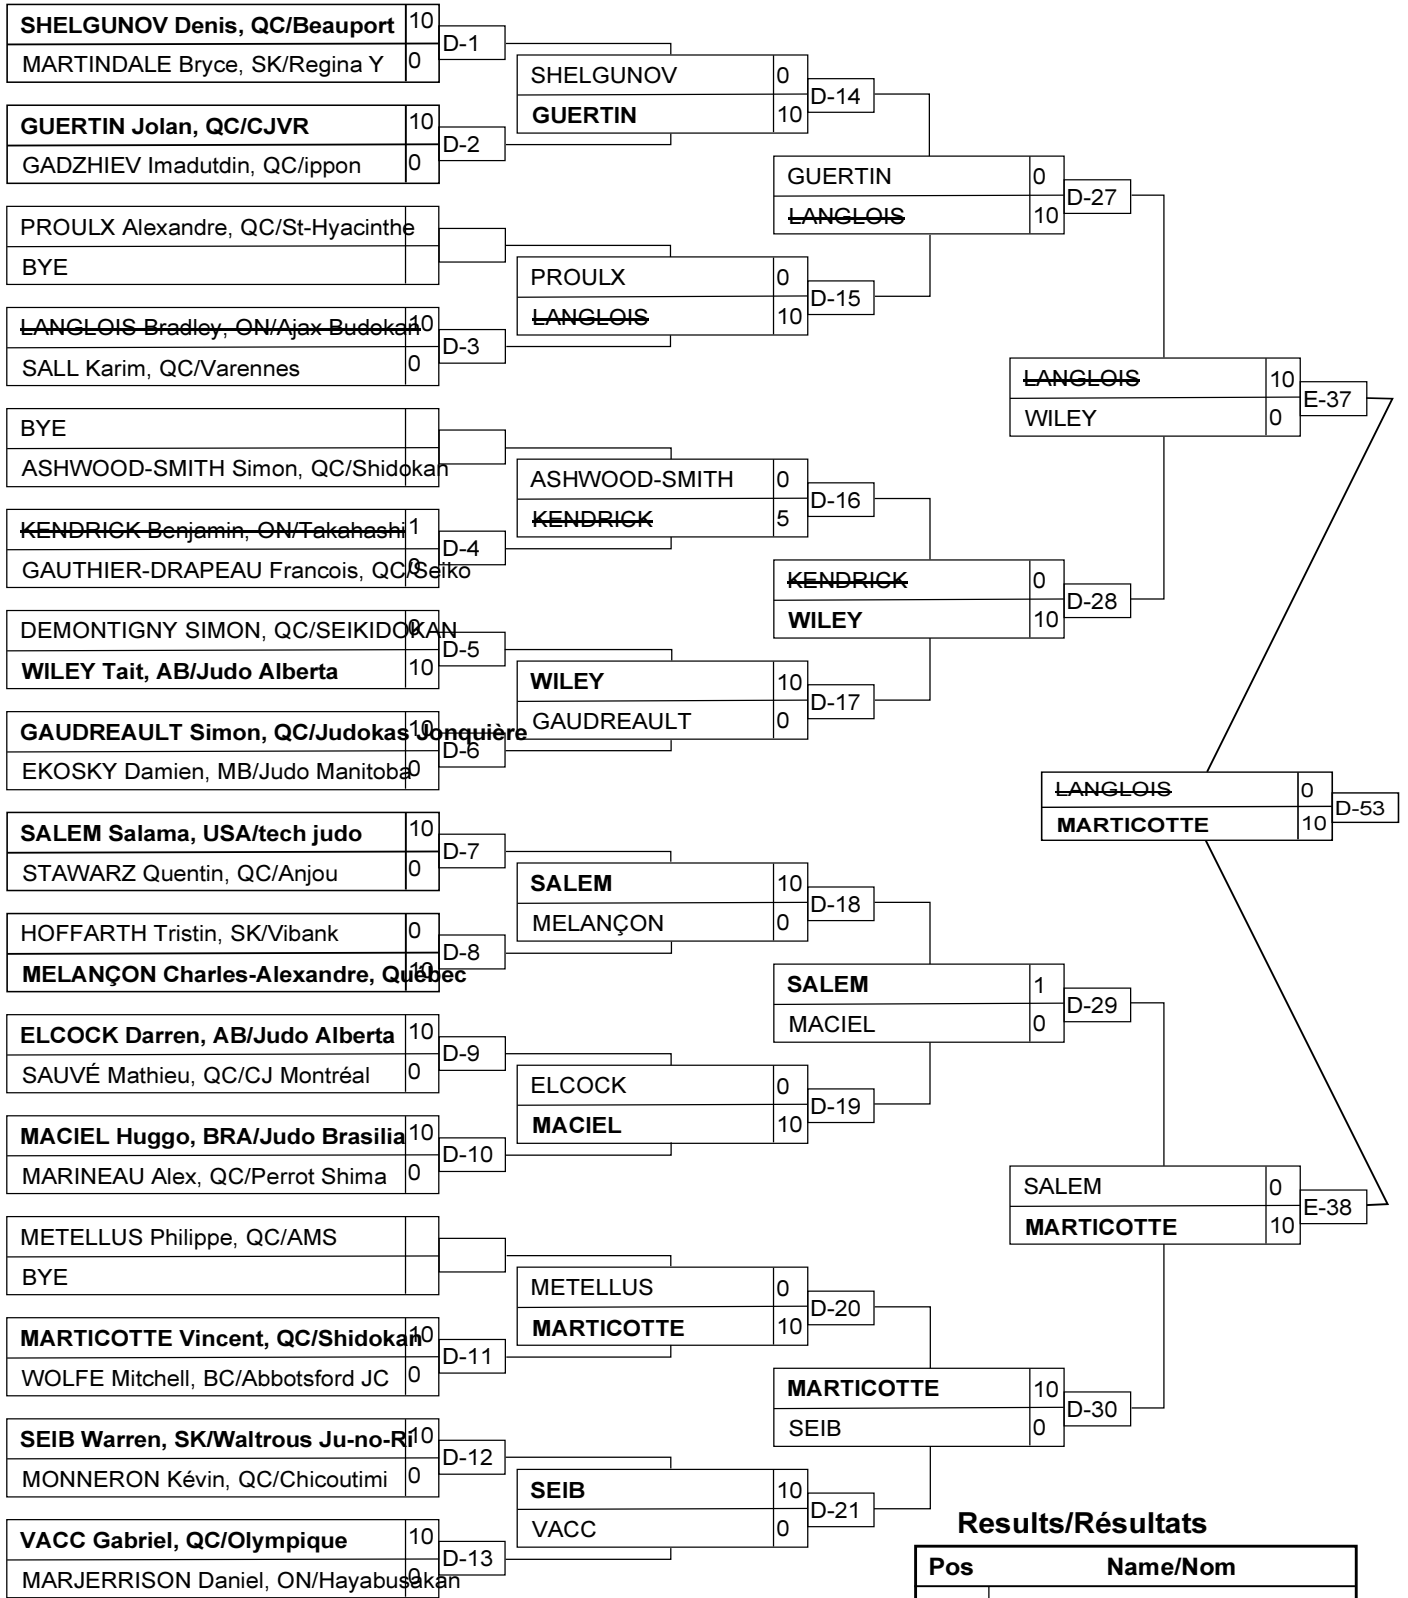 SHELGUNOV Denis, QC/Beauport 10
MARTINDALE Bryce, SK/Regina Y 0
D-1
GUERTIN Jolan, QC/CJVR 10
GADZHIEV Imadutdin, QC/ippon 0
D-2
PROULX Alexandre, QC/St-Hyacinthe
BYE
LANGLOIS Bradley, ON/Ajax Budokan 10
SALL Karim, QC/Varennes 0
D-3
BYE
ASHWOOD-SMITH Simon, QC/Shidokan
KENDRICK Benjamin, ON/Takahashi 1
GAUTHIER-DRAPEAU Francois, QC/Seiko 0
D-4
DEMONTIGNY SIMON, QC/SEIKIDOKAN 0
WILEY Tait, AB/Judo Alberta 10
D-5
GAUDREAULT Simon, QC/Judokas Jonquière 10
EKOSKY Damien, MB/Judo Manitoba 0
D-6
SALEM Salama, USA/tech judo 10
STAWARZ Quentin, QC/Anjou 0
D-7
HOFFARTH Tristin, SK/Vibank 0
MELANÇON Charles-Alexandre, Québec 10
D-8
ELCOCK Darren, AB/Judo Alberta 10
SAUVÉ Mathieu, QC/CJ Montréal 0
D-9
MACIEL Huggo, BRA/Judo Brasilia 10
MARINEAU Alex, QC/Perrot Shima 0
D-10
METELLUS Philippe, QC/AMS
BYE
MARTICOTTE Vincent, QC/Shidokan 10
WOLFE Mitchell, BC/Abbotsford JC 0
D-11
SEIB Warren, SK/Waltrous Ju-no-Ri 10
MONNERON Kévin, QC/Chicoutimi 0
D-12
VACC Gabriel, QC/Olympique 10
MARJERRISON Daniel, ON/Hayabusakan 0
D-13
SHELGUNOV 0
GUERTIN 10
D-14
PROULX 0
LANGLOIS 10
D-15
ASHWOOD-SMITH 0
KENDRICK 5
D-16
WILEY 10
GAUDREAULT 0
D-17
SALEM 10
MELANÇON 0
D-18
ELCOCK 0
MACIEL 10
D-19
METELLUS 0
MARTICOTTE 10
D-20
SEIB 10
VACC 0
D-21
GUERTIN 0
LANGLOIS 10
D-27
KENDRICK 0
WILEY 10
D-28
SALEM 1
MACIEL 0
D-29
MARTICOTTE 10
SEIB 0
D-30
LANGLOIS 10
WILEY 0
E-37
SALEM 0
MARTICOTTE 10
E-38
LANGLOIS 0
MARTICOTTE 10
D-53
Results/Résultats
Pos Name/Nom